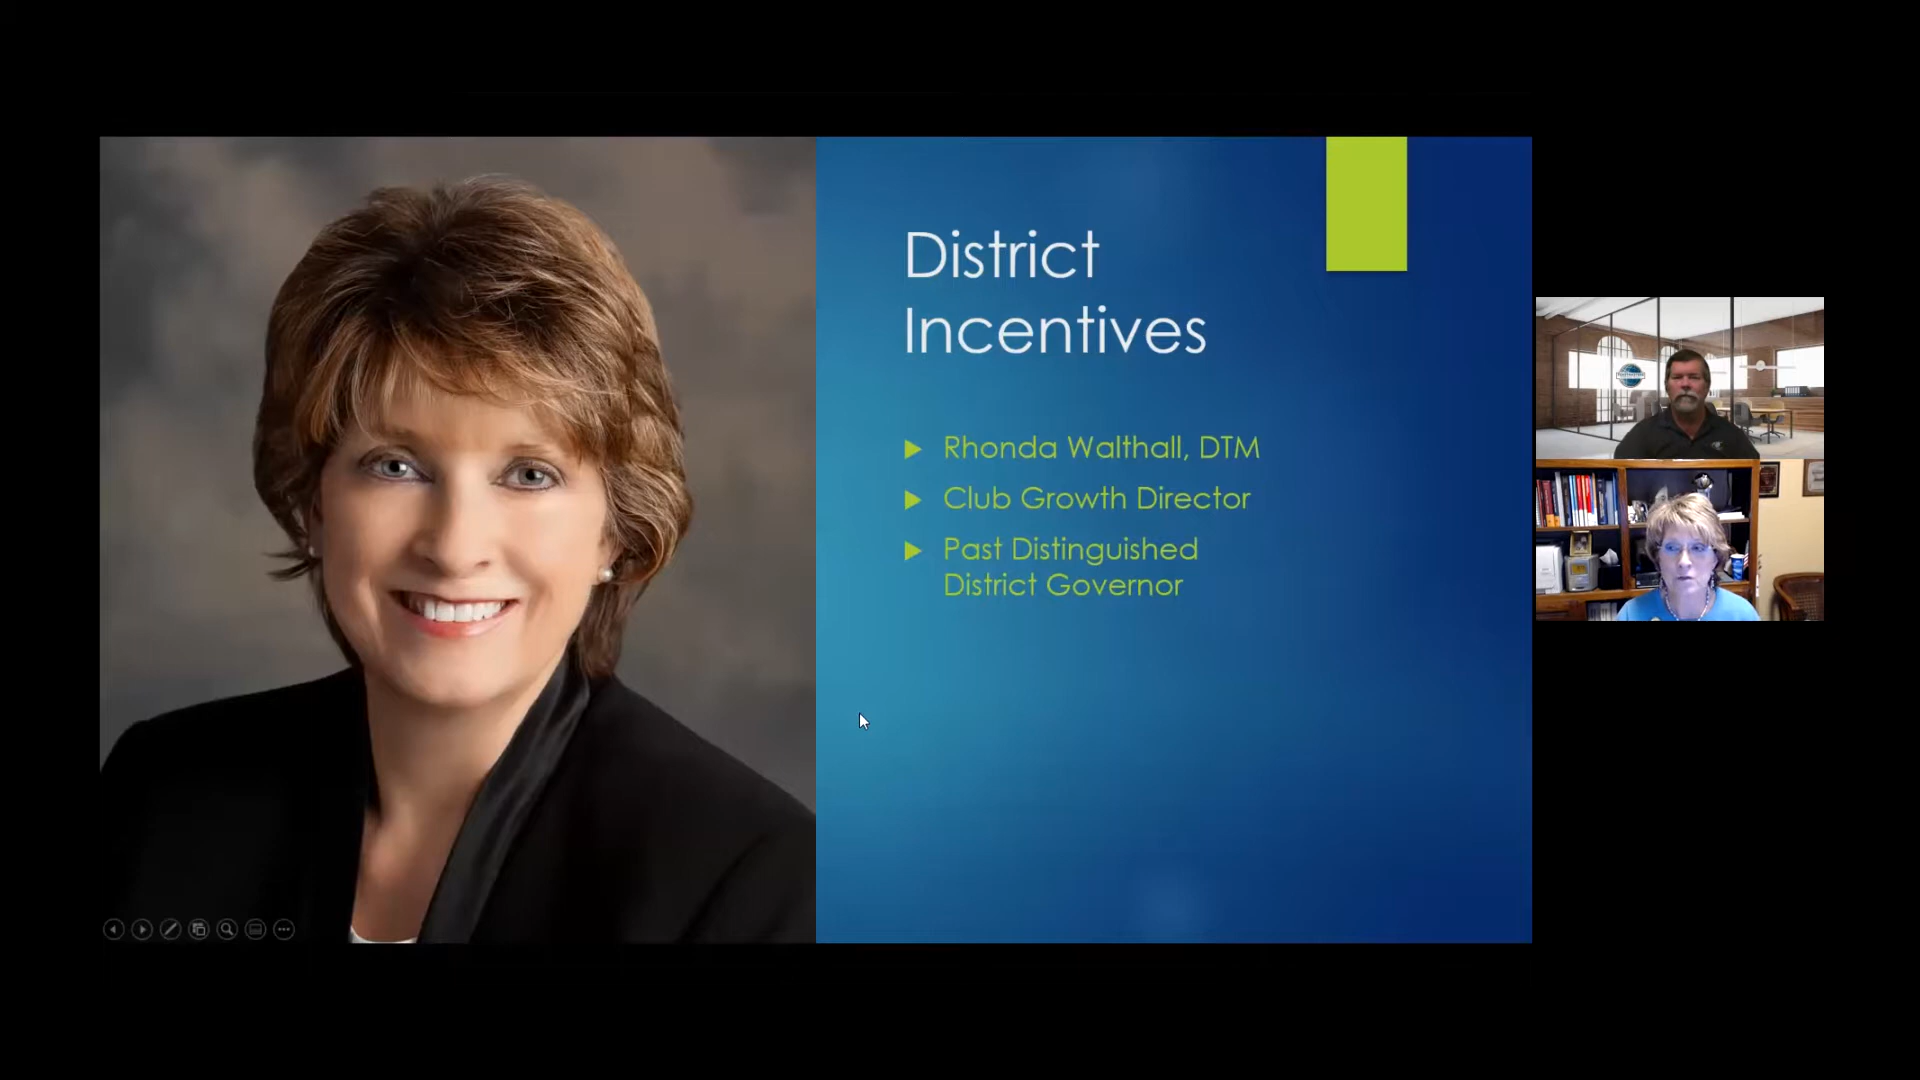 District
Incentives
Rhonda Walthall, DTM
Club Growth Director
Past Distinguished
District Governor